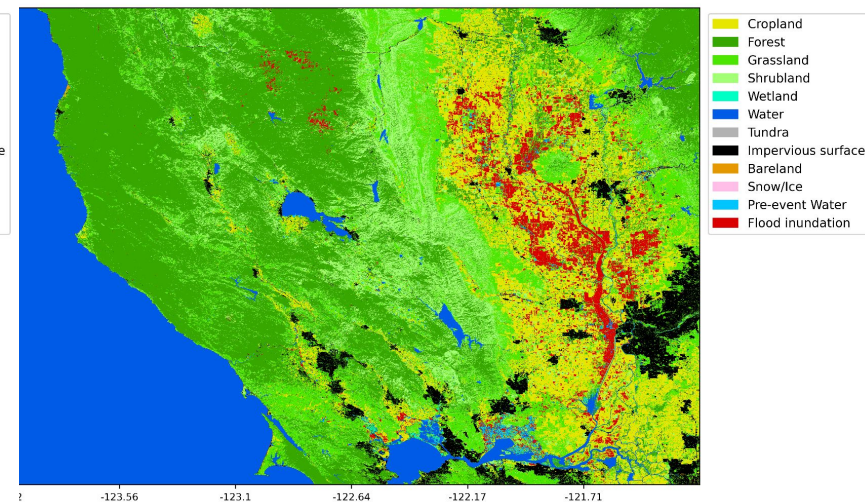 Cropland
Forest
Grassland
Shrubland
Wetland
Water
Tundra
Impervious surface
Bareland
Snow/Ice
Pre-event Water
Flood inundation
e
2
-123.56
-123.1
-122.64
-122.17
-121.71